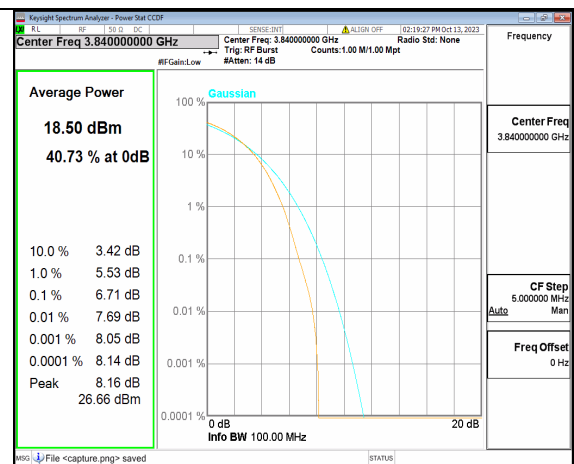 Keysight Spectrum Analyzer - Power Stat CCDF
RL RF 50 Ω DC SENSE:INT ALIGN OFF 02:19:27 PM Oct 13, 2023
Center Freq 3.840000000 GHz
Center Freq: 3.840000000 GHz Radio Std: None
Trig: RF Burst Counts:1.00 M/1.00 Mpt
#IFGain:Low #Atten: 14 dB
Frequency
Average Power
18.50 dBm
40.73 % at 0dB
10.0 % 3.42 dB
1.0 % 5.53 dB
0.1 % 6.71 dB
0.01 % 7.69 dB
0.001 % 8.05 dB
0.0001 % 8.14 dB
Peak 8.16 dB
26.66 dBm
Gaussian
100 %
10 %
1 %
0.1 %
0.01 %
0.001 %
0.0001 %
0 dB 20 dB
Info BW 100.00 MHz
Center Freq
3.840000000 GHz
CF Step
5.000000 MHz
Auto Man
Freq Offset
0 Hz
MSG File <capture.png> saved STATUS